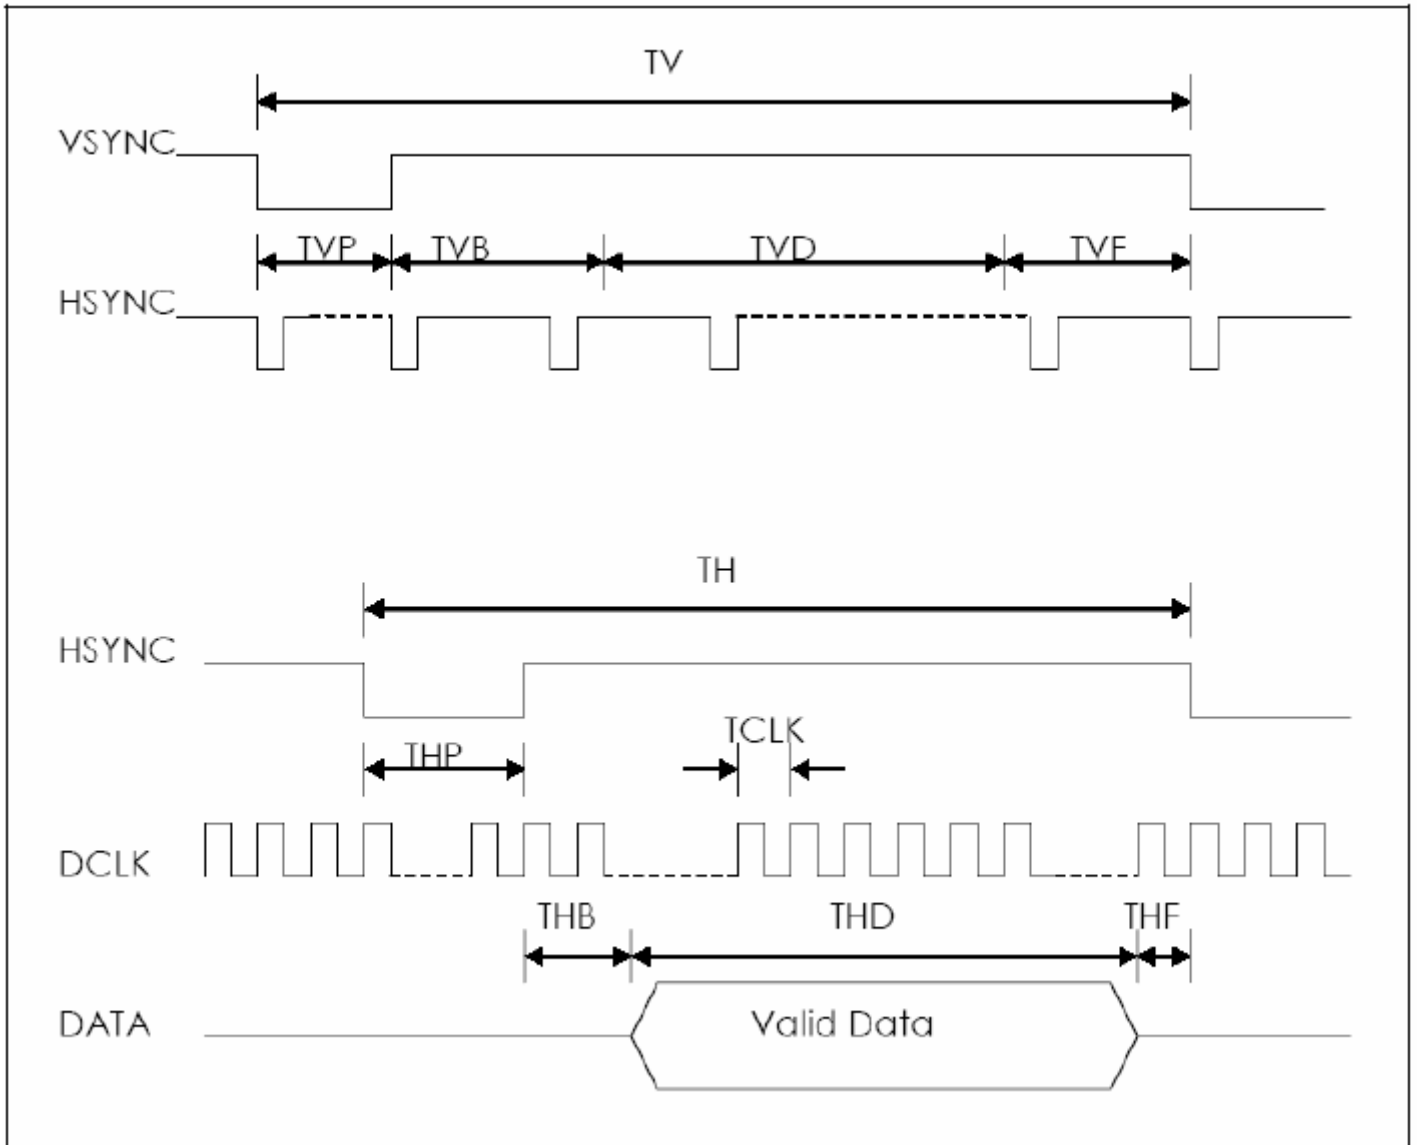 TV
VSYNC
TVP TVB TVD TVF
HSYNC
TH
HSYNC
TCLK
THP
DCLK
THB THD THF
DATA Valid Data